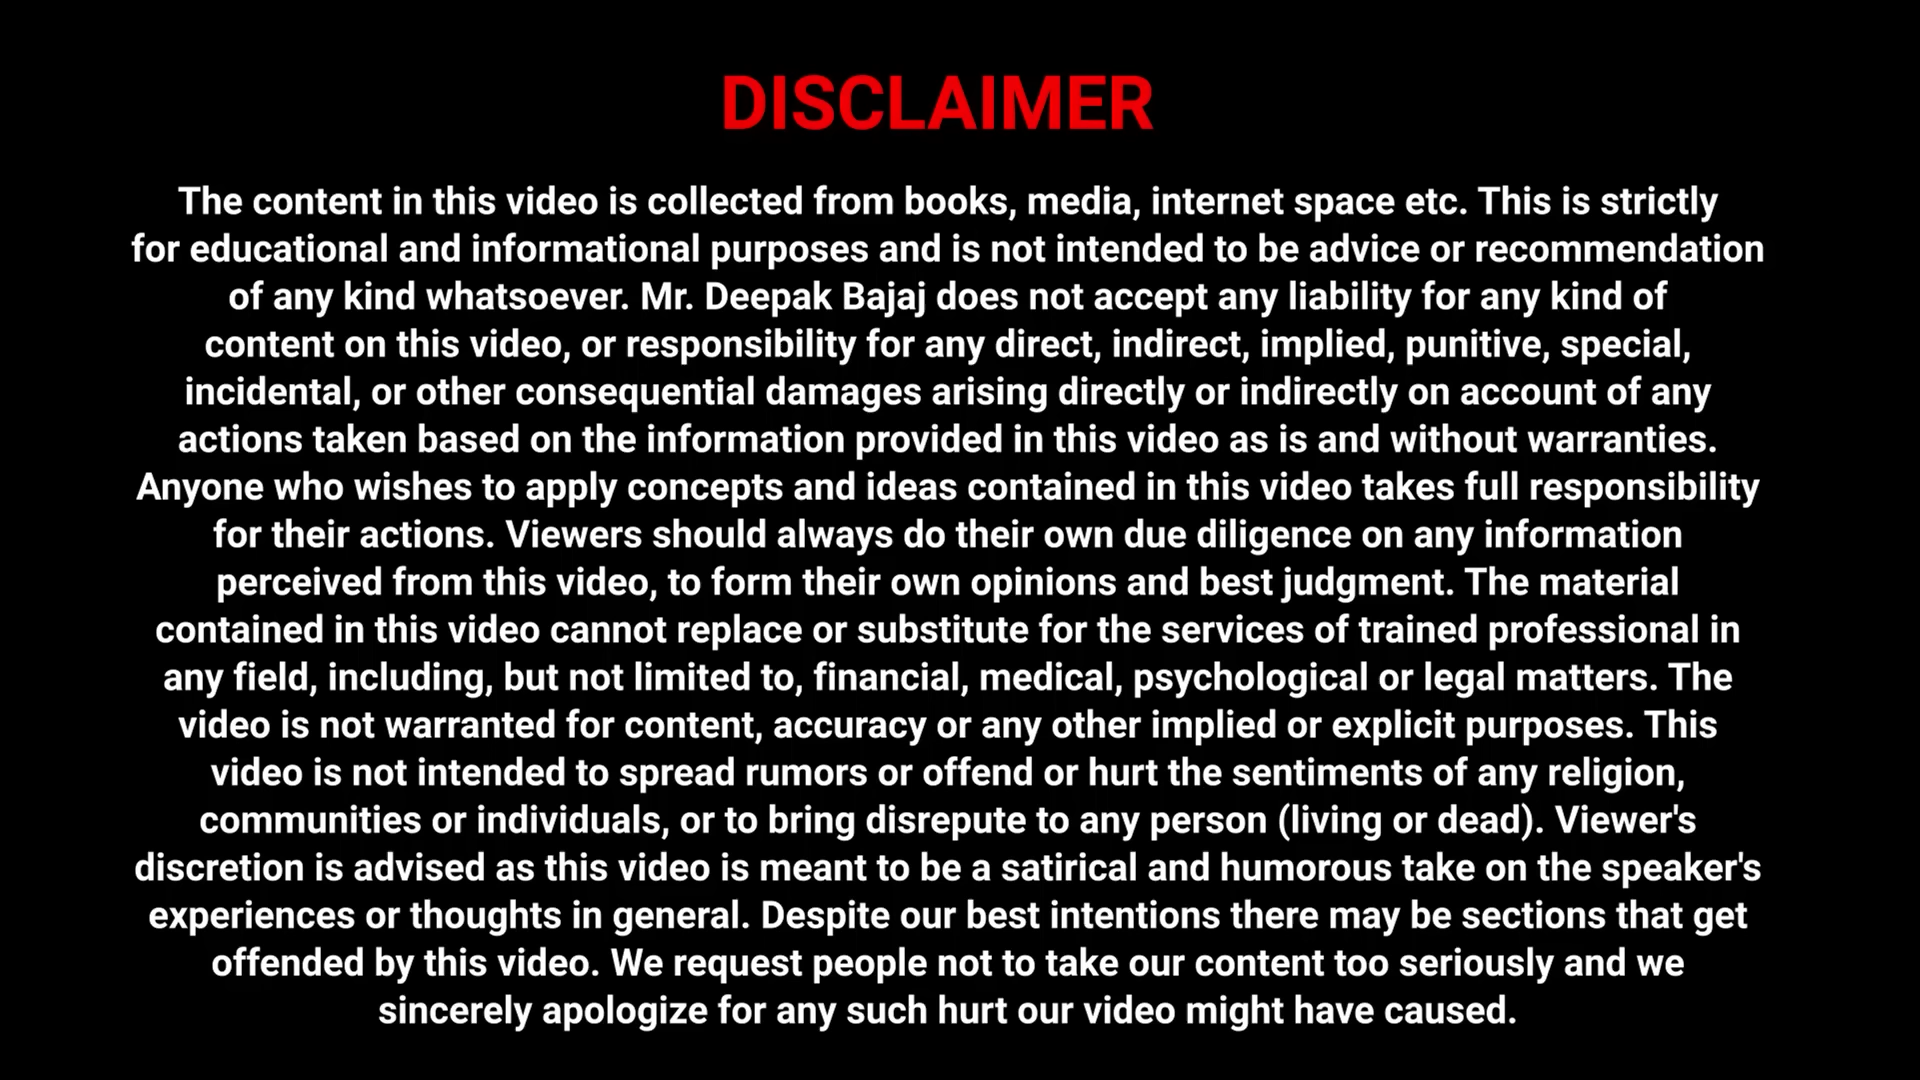 DISCLAIMER
The content in this video is collected from books, media, internet space etc. This is strictly
for educational and informational purposes and is not intended to be advice or recommendation
of any kind whatsoever. Mr. Deepak Bajaj does not accept any liability for any kind of
content on this video, or responsibility for any direct, indirect, implied, punitive, special,
incidental, or other consequential damages arising directly or indirectly on account of any
actions taken based on the information provided in this video as is and without warranties.
Anyone who wishes to apply concepts and ideas contained in this video takes full responsibility
for their actions. Viewers should always do their own due diligence on any information
perceived from this video, to form their own opinions and best judgment. The material
contained in this video cannot replace or substitute for the services of trained professional in
any field, including, but not limited to, financial, medical, psychological or legal matters. The
video is not warranted for content, accuracy or any other implied or explicit purposes. This
video is not intended to spread rumors or offend or hurt the sentiments of any religion,
communities or individuals, or to bring disrepute to any person (living or dead). Viewer's
discretion is advised as this video is meant to be a satirical and humorous take on the speaker's
experiences or thoughts in general. Despite our best intentions there may be sections that get
offended by this video. We request people not to take our content too seriously and we
sincerely apologize for any such hurt our video might have caused.